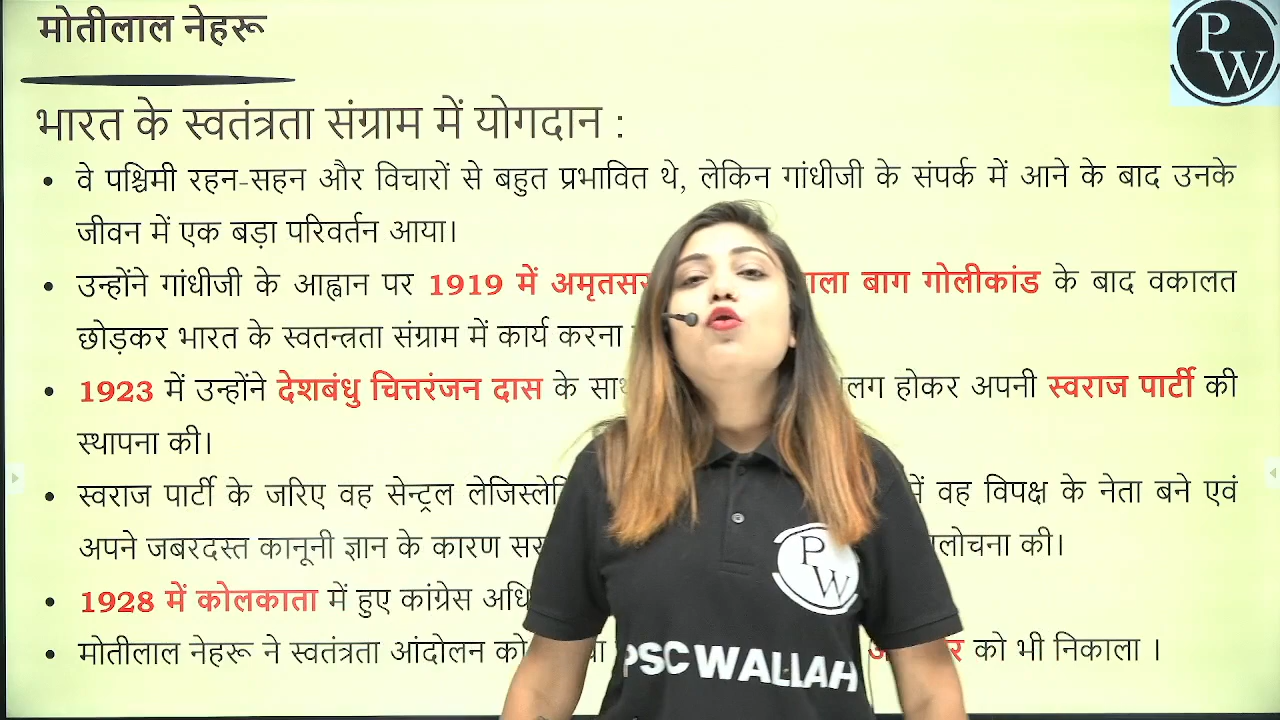 मोतीलाल नेहरू
PW
भारत के स्वतंत्रता संग्राम में योगदान :
• वे पश्चिमी रहन-सहन और विचारों से बहुत प्रभावित थे, लेकिन गांधीजी के संपर्क में आने के बाद उनके
जीवन में एक बड़ा परिवर्तन आया।
• उन्होंने गांधीजी के आह्वान पर 1919 में अमृतसर बाग गोलीकांड के बाद वकालत
छोड़कर भारत के स्वतन्त्रता संग्राम में कार्य करना
• 1923 में उन्होंने देशबंधु चित्तरंजन दास के होकर अपनी स्वराज पार्टी की
स्थापना की।
• स्वराज पार्टी के जरिए वह सेन्ट्रल में वह विपक्ष के नेता बने एवं
अपने जबरदस्त कानूनी ज्ञान के कारण की।
• 1928 में कोलकाता में हुए कांग्रेस
• मोतीलाल नेहरू ने स्वतंत्रता आंदोलन को को भी निकाला ।
PW
PSC WALLAH